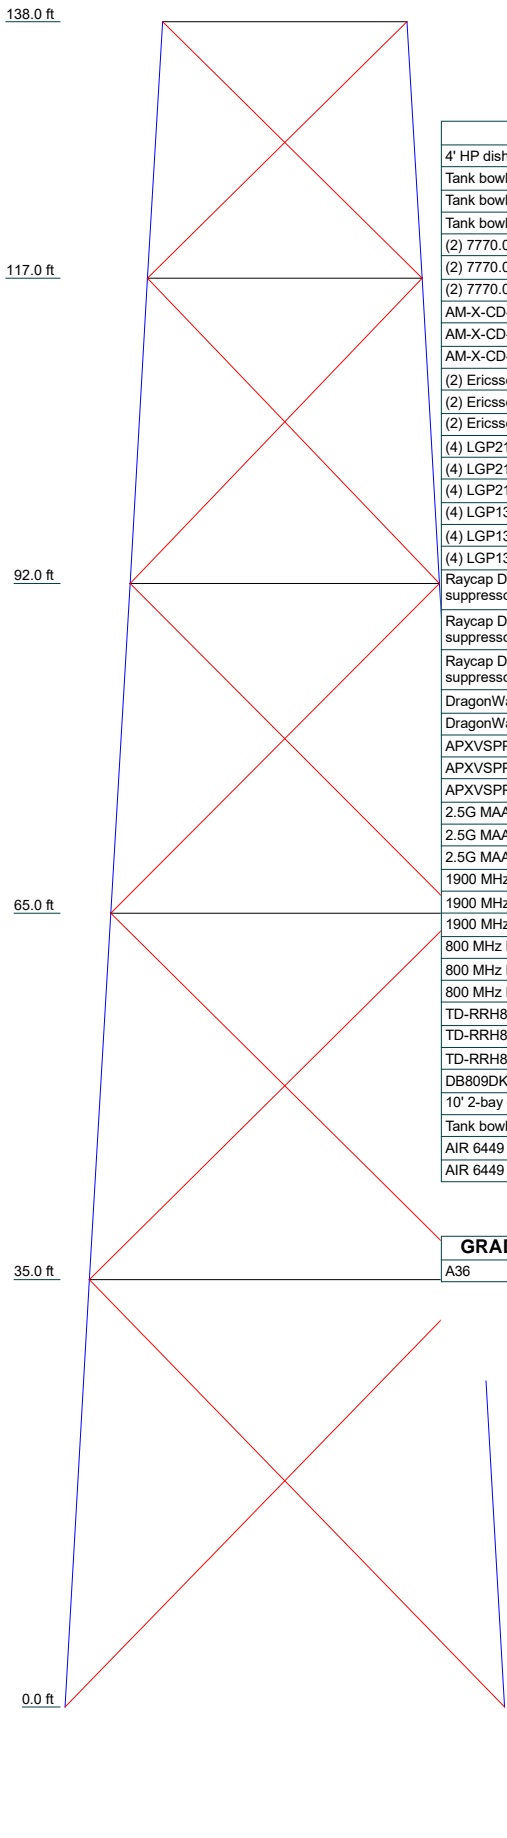 138.0 ft
117.0 ft
92.0 ft
65.0 ft
35.0 ft
0.0 ft
4' HP dish
Tank bowl
Tank bowl
Tank bowl
(2) 7770.0
(2) 7770.0
(2) 7770.0
AM-X-CD-
AM-X-CD-
AM-X-CD-
(2) Ericsso
(2) Ericsso
(2) Ericsso
(4) LGP21
(4) LGP21
(4) LGP21
(4) LGP13
(4) LGP13
(4) LGP13
Raycap D
suppresso
Raycap D
suppresso
Raycap D
suppresso
DragonWa
DragonWa
APXVSPP
APXVSPP
APXVSPP
2.5G MAA
2.5G MAA
2.5G MAA
1900 MHz
1900 MHz
1900 MHz
800 MHz
800 MHz
800 MHz
TD-RRH8
TD-RRH8
TD-RRH8
DB809DK
10' 2-bay
Tank bowl
AIR 6449
AIR 6449
GRAD
A36